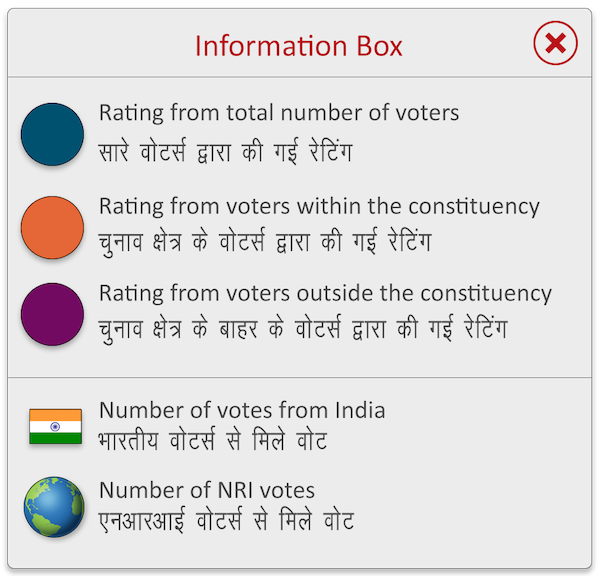 Information Box
Rating from total number of voters
सारे वोटर्स द्वारा की गई रेटिंग
Rating from voters within the constituency
चुनाव क्षेत्र के वोटर्स द्वारा की गई रेटिंग
Rating from voters outside the constituency
चुनाव क्षेत्र के बाहर के वोटर्स द्वारा की गई रेटिंग
Number of votes from India
भारतीय वोटर्स से मिले वोट
Number of NRI votes
एनआरआई वोटर्स से मिले वोट